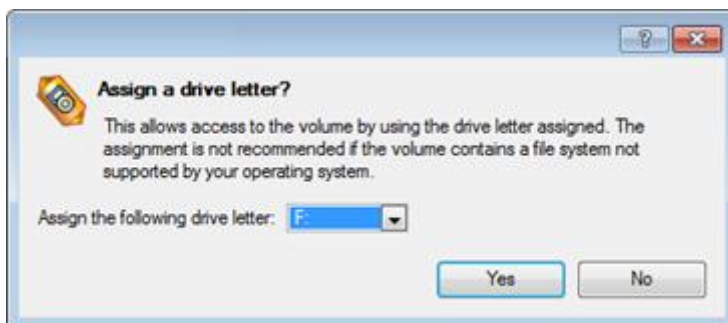 Assign a drive letter?
This allows access to the volume by using the drive letter assigned. The
assignment is not recommended if the volume contains a file system not
supported by your operating system.
Assign the following drive letter: F:
Yes No